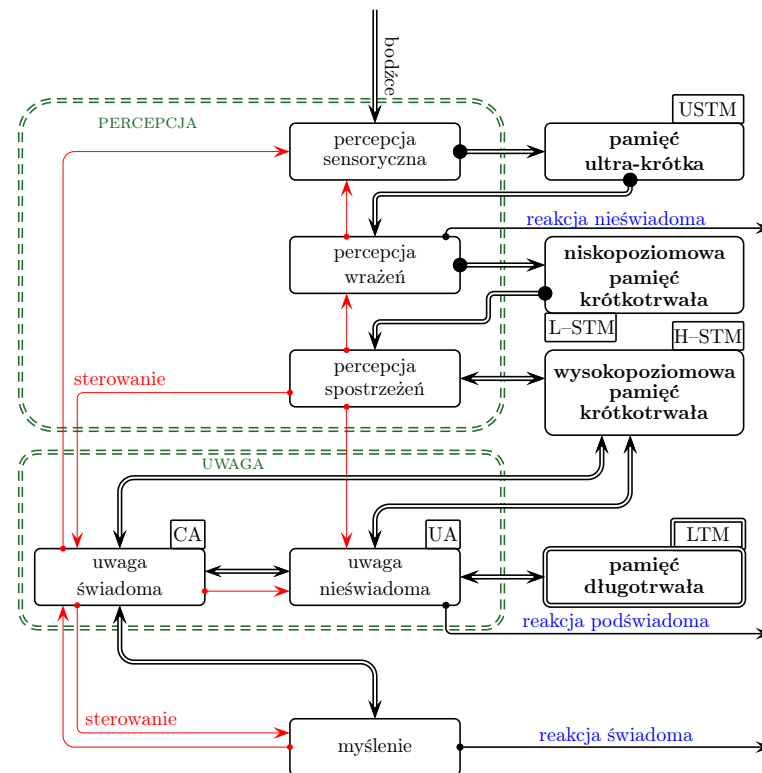 bodźce
PERCEPCJA
percepcja
sensoryczna
USTM
pamięć
ultra-krótka
reakcja nieświadoma
percepcja
wrażeń
niskopoziomowa
pamięć
krótkotrwała
L–STM
H–STM
sterowanie
percepcja
spostrzeżeń
wysokopoziomowa
pamięć
krótkotrwała
UWAGA
CA
uwaga
świadoma
UA
uwaga
nieświadoma
LTM
pamięć
długotrwała
reakcja podświadoma
sterowanie
myślenie
reakcja świadoma